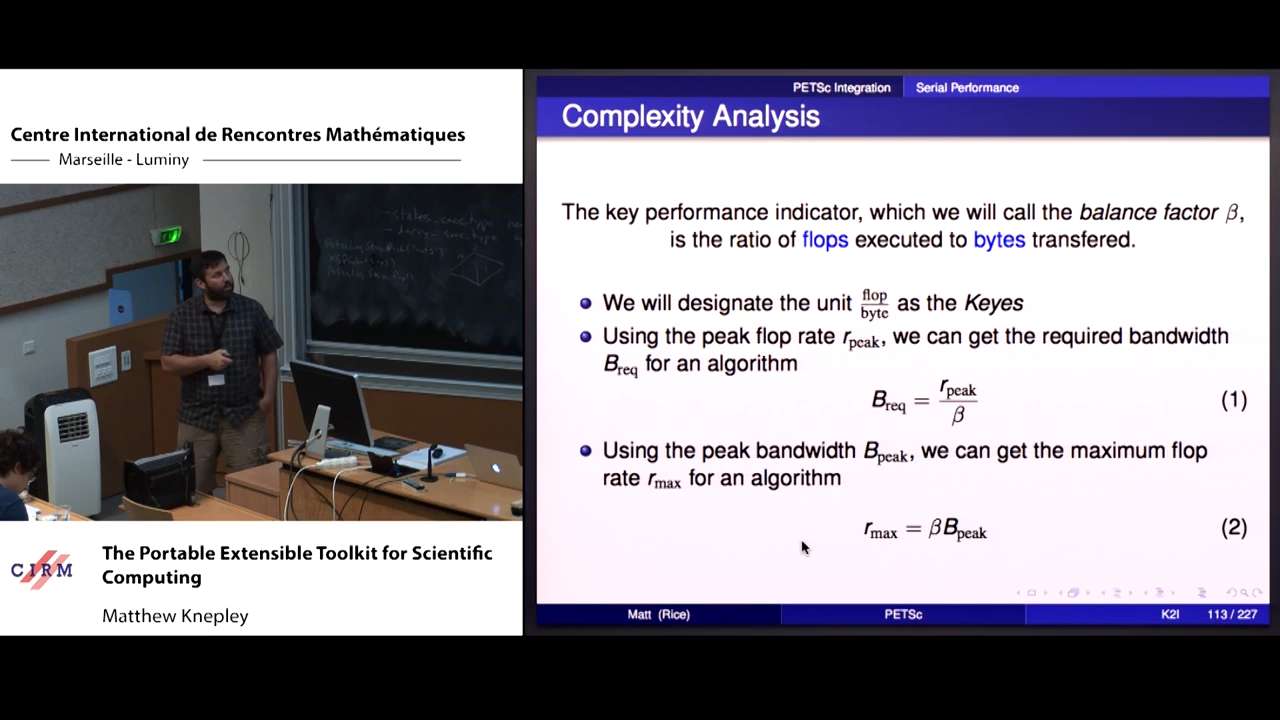 Centre International de Rencontres Mathématiques
Marseille - Luminy
CIRM
The Portable Extensible Toolkit for Scientific
Computing
Matthew Knepley
PETSc Integration Serial Performance
Complexity Analysis
The key performance indicator, which we will call the balance factor β,
is the ratio of flops executed to bytes transfered.
We will designate the unit flop/byte as the Keyes
Using the peak flop rate r_peak, we can get the required bandwidth
B_req for an algorithm
B_req = r_peak/β (1)
Using the peak bandwidth B_peak, we can get the maximum flop
rate r_max for an algorithm
r_max = βB_peak (2)
Matt (Rice) PETSc K2I 113 / 227